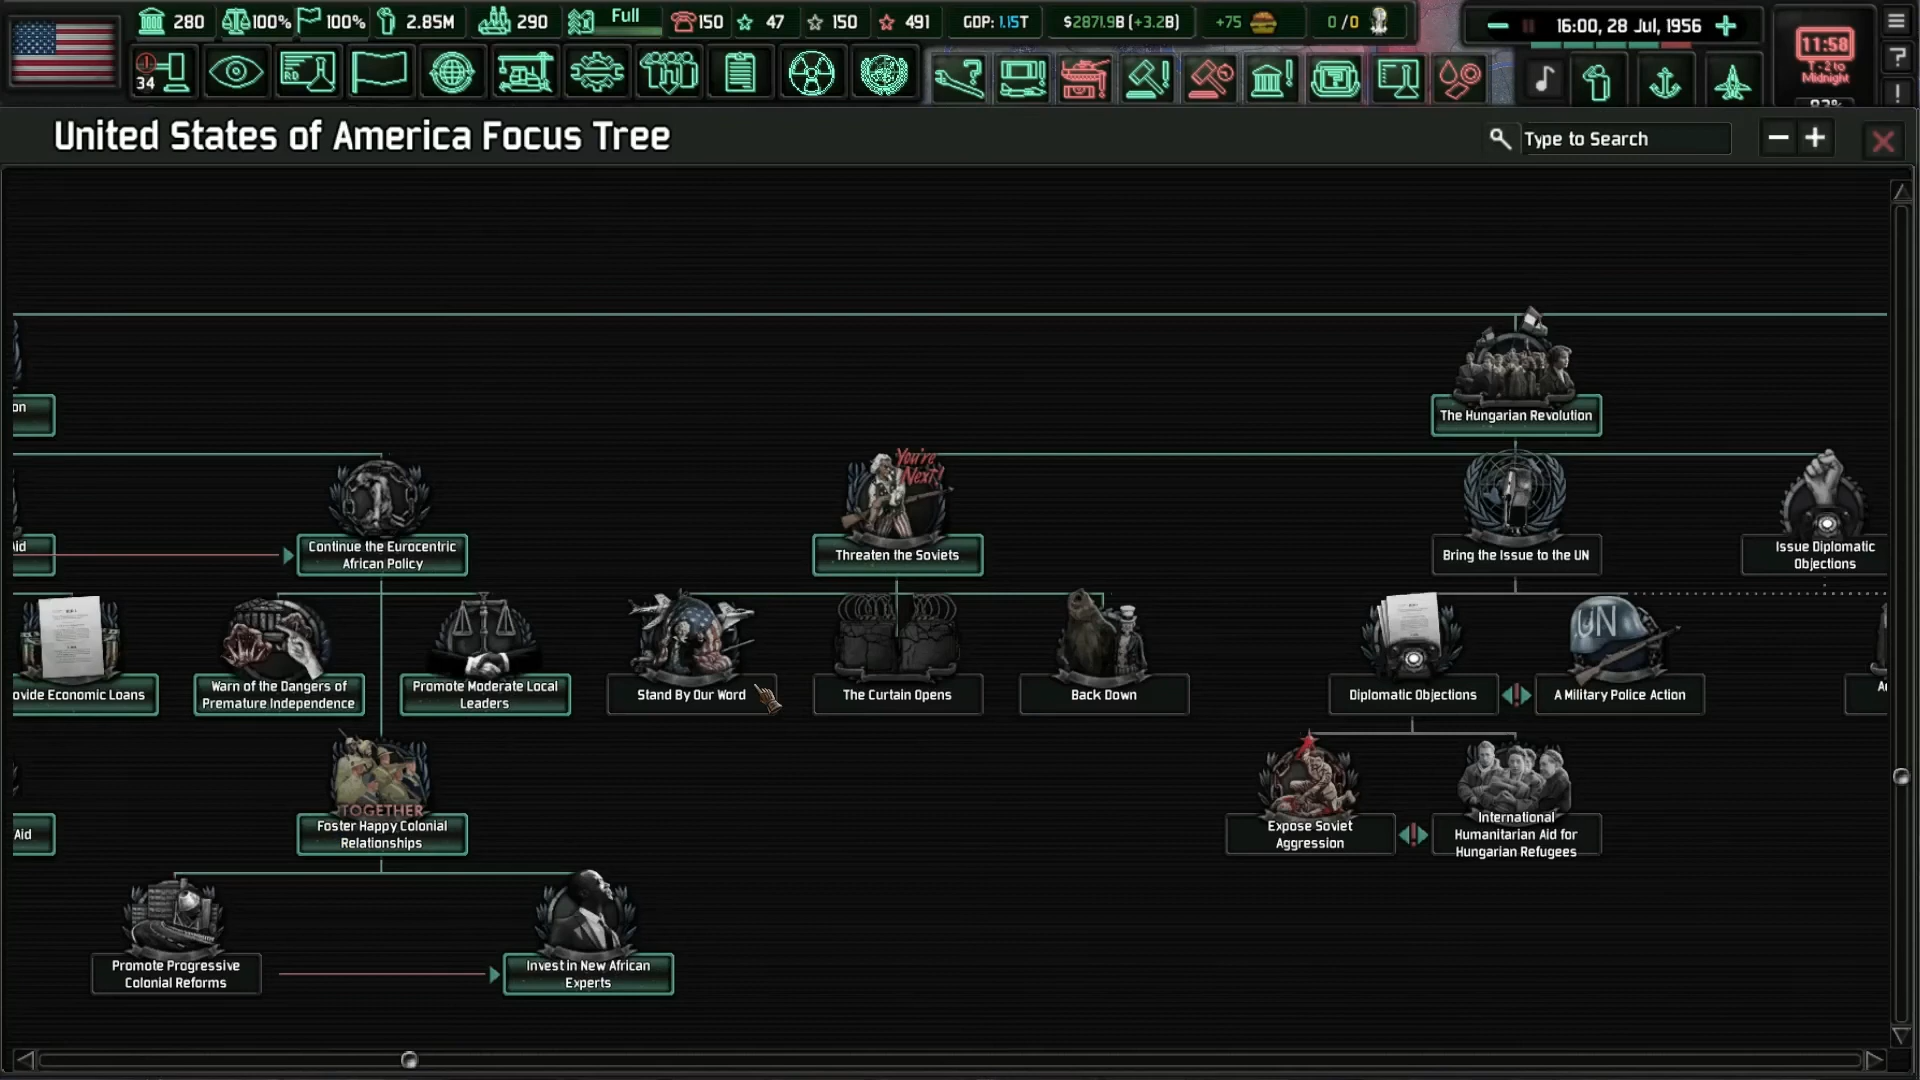 280
100%
100%
2.85M
290
Full
150
47
150
491
GDP: 1.15T
$2871.9B (+3.2B)
+75
0 / 0
16:00, 28 Jul, 1956
11:58
T - 2 to
Midnight
83%
34
RD
United States of America Focus Tree
Type to Search
The Hungarian Revolution
on
You're
Next!
Continue the Eurocentric
African Policy
Threaten the Soviets
Bring the Issue to the UN
Issue Diplomatic
Objections
UN
ovide Economic Loans
Warn of the Dangers of
Premature Independence
Promote Moderate Local
Leaders
Stand By Our Word
The Curtain Opens
Back Down
Diplomatic Objections
A Military Police Action
TOGETHER
Aid
Foster Happy Colonial
Relationships
Expose Soviet
Aggression
International
Humanitarian Aid for
Hungarian Refugees
Promote Progressive
Colonial Reforms
Invest in New African
Experts